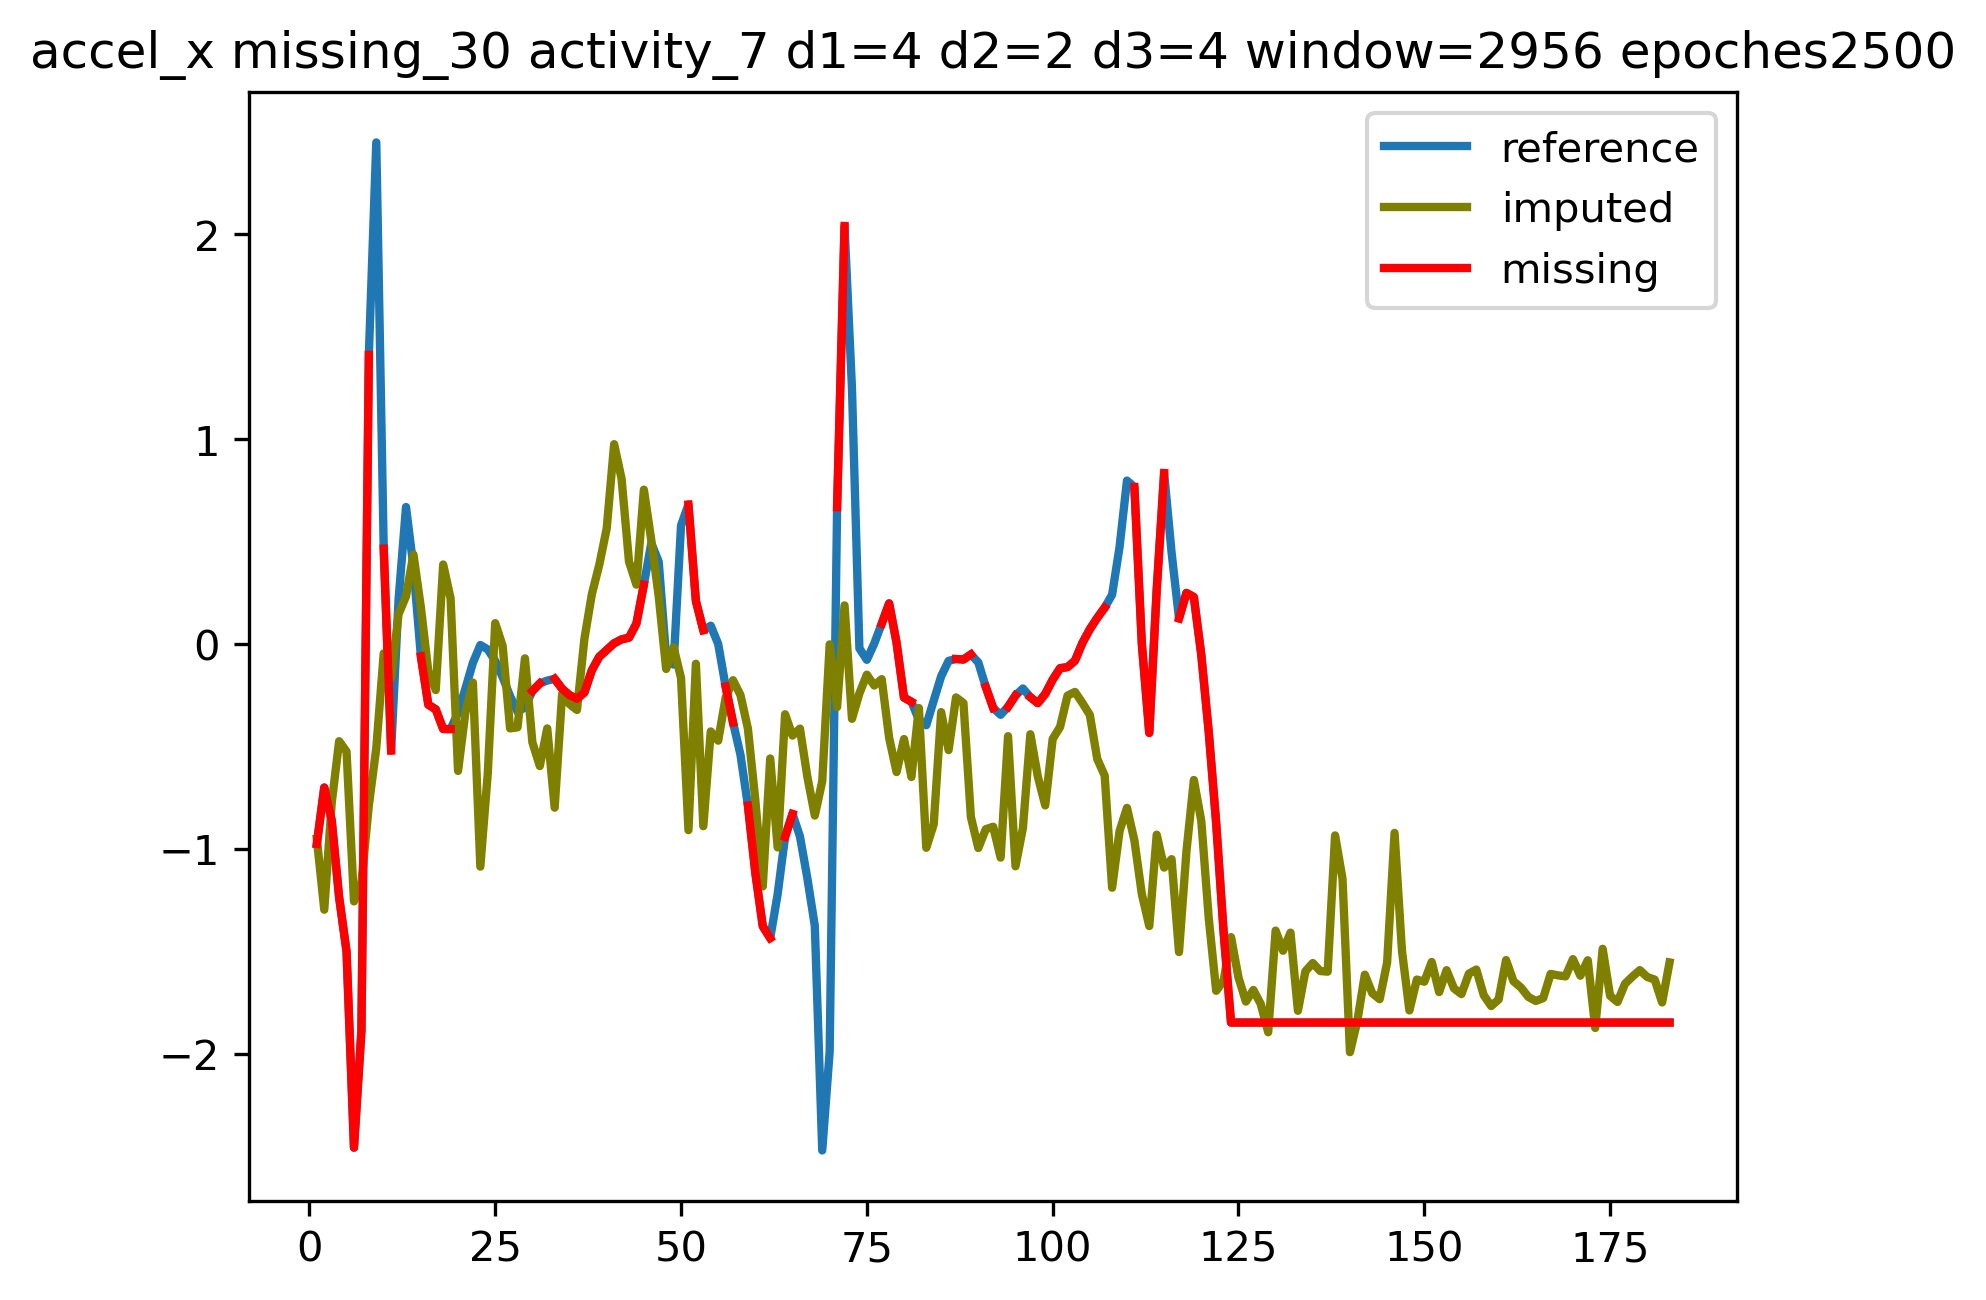 accel_x missing_30 activity_7 d1=4 d2=2 d3=4 window=2956 epoches2500
reference
imputed
missing
2
1
0
−1
−2
0 25 50 75 100 125 150 175